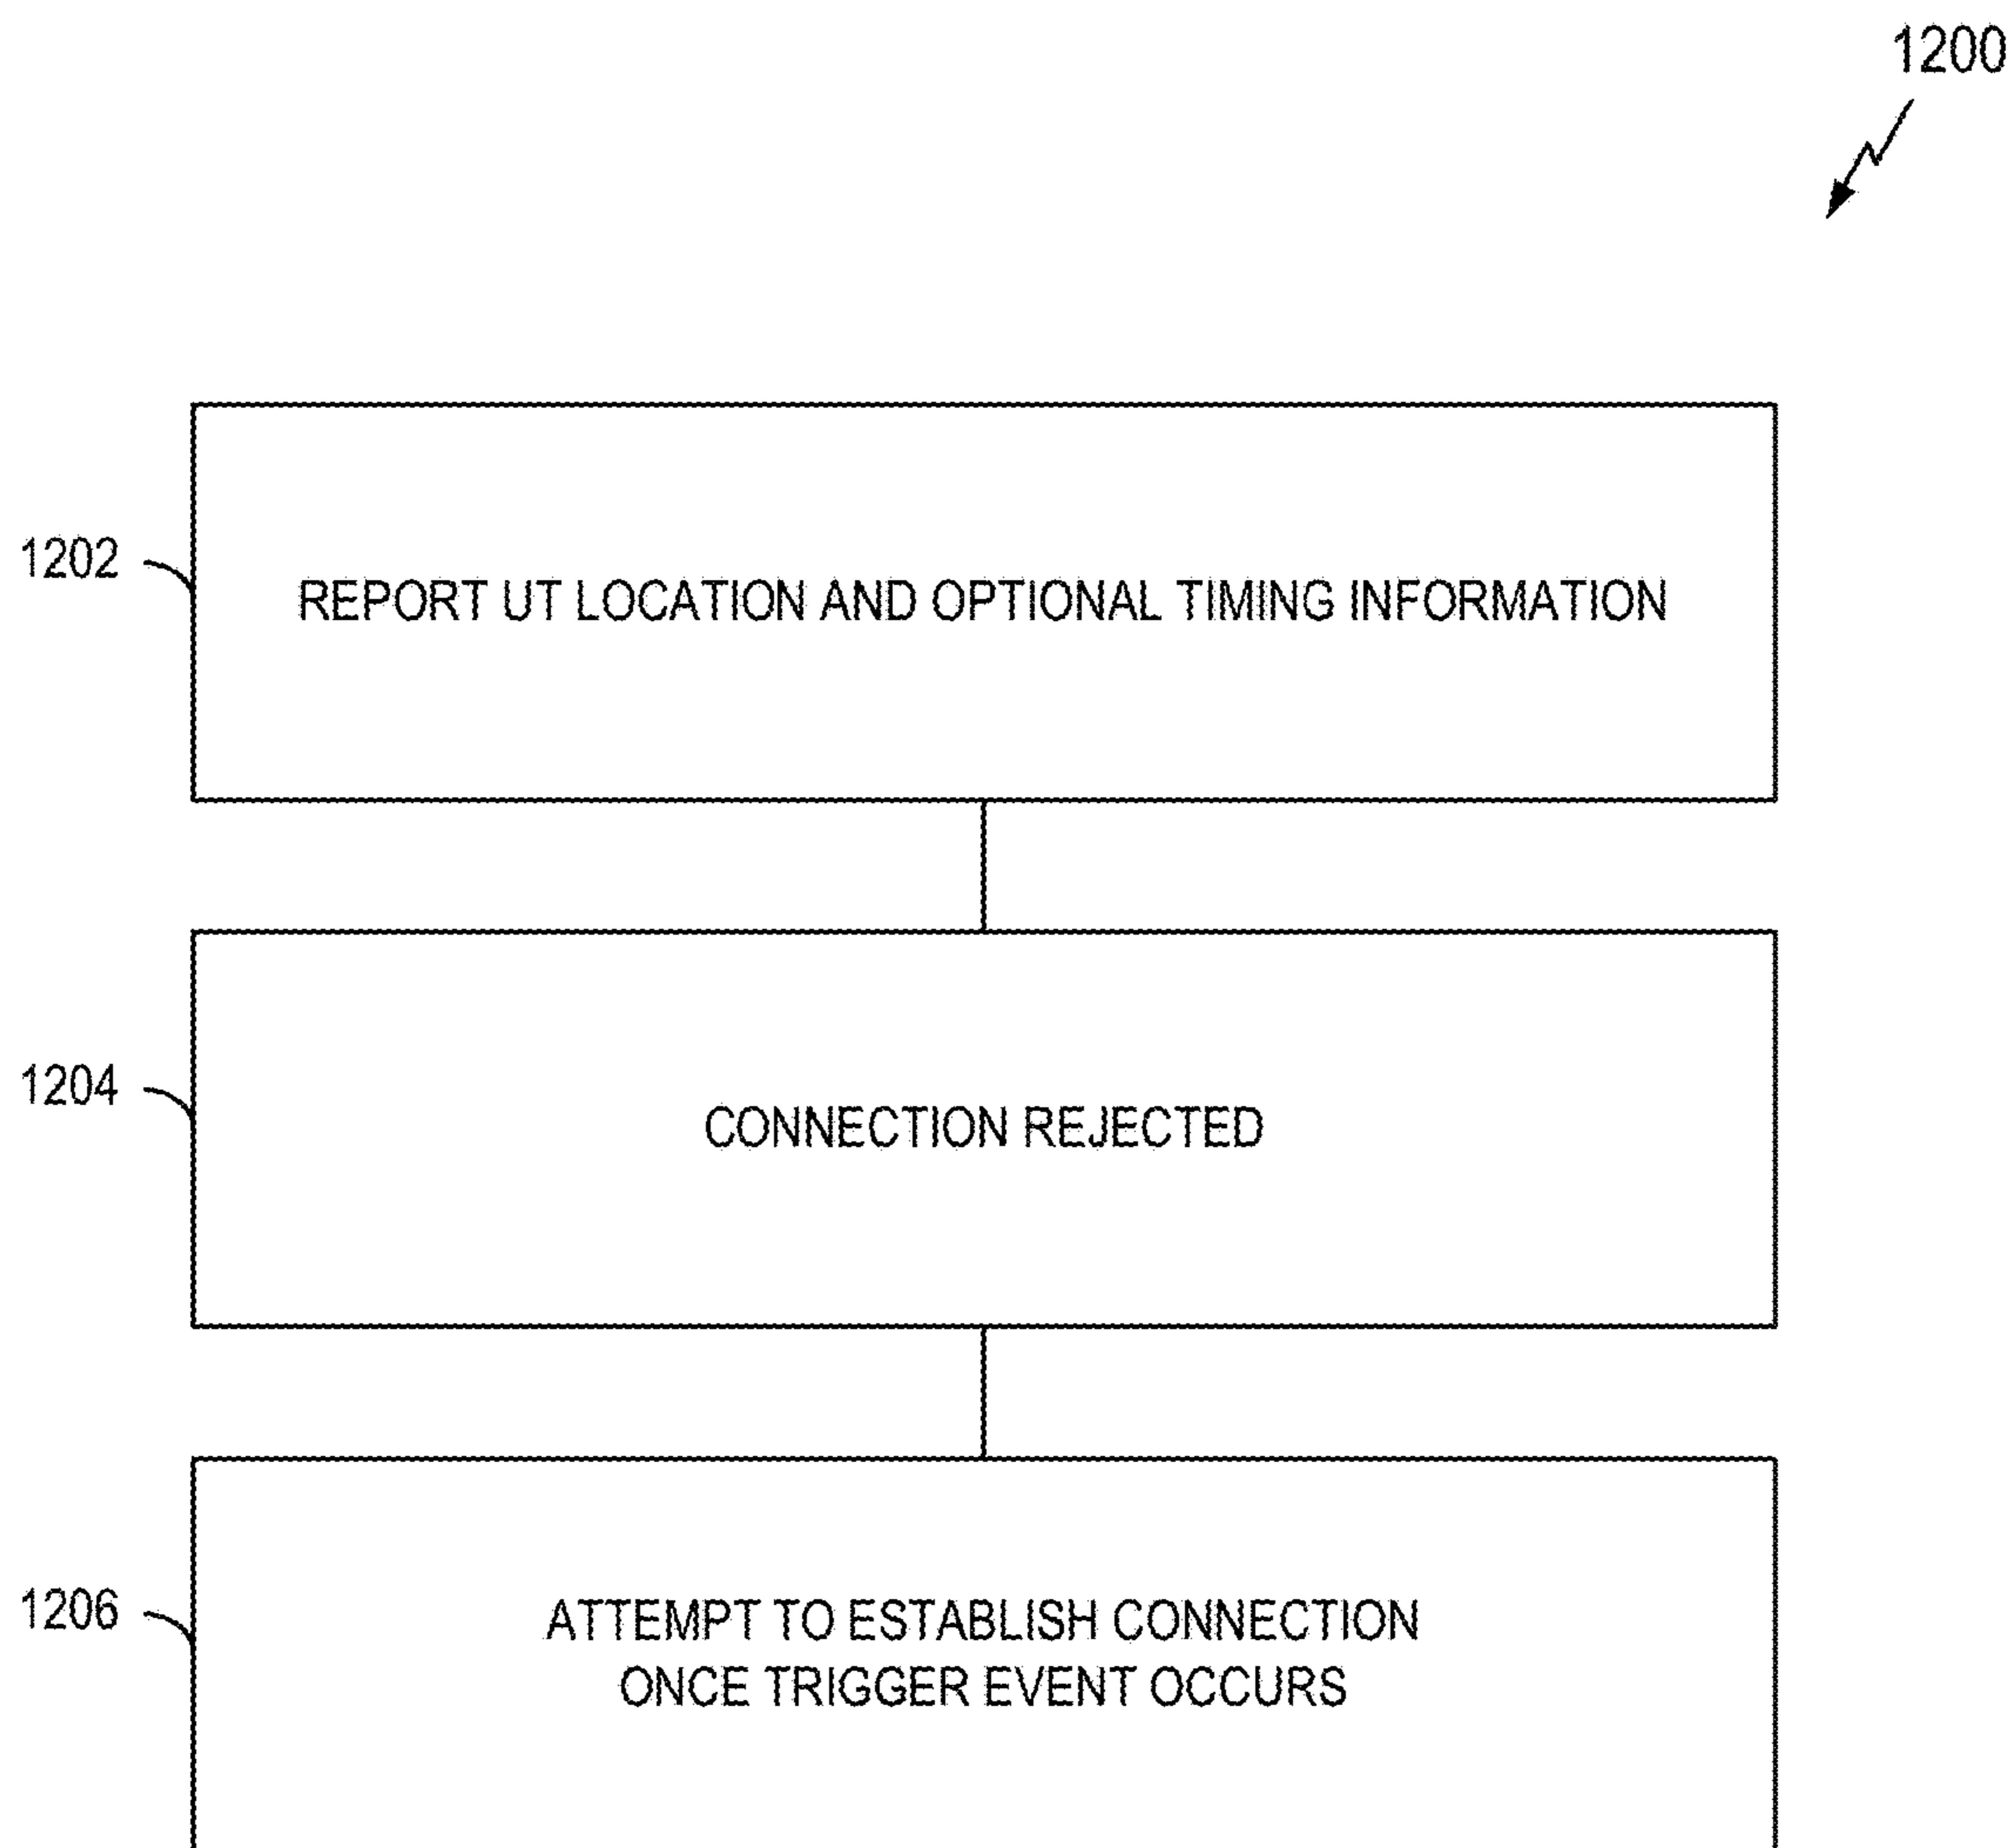 1200
1202
REPORT UT LOCATION AND OPTIONAL TIMING INFORMATION
1204
CONNECTION REJECTED
1206
ATTEMPT TO ESTABLISH CONNECTION
ONCE TRIGGER EVENT OCCURS